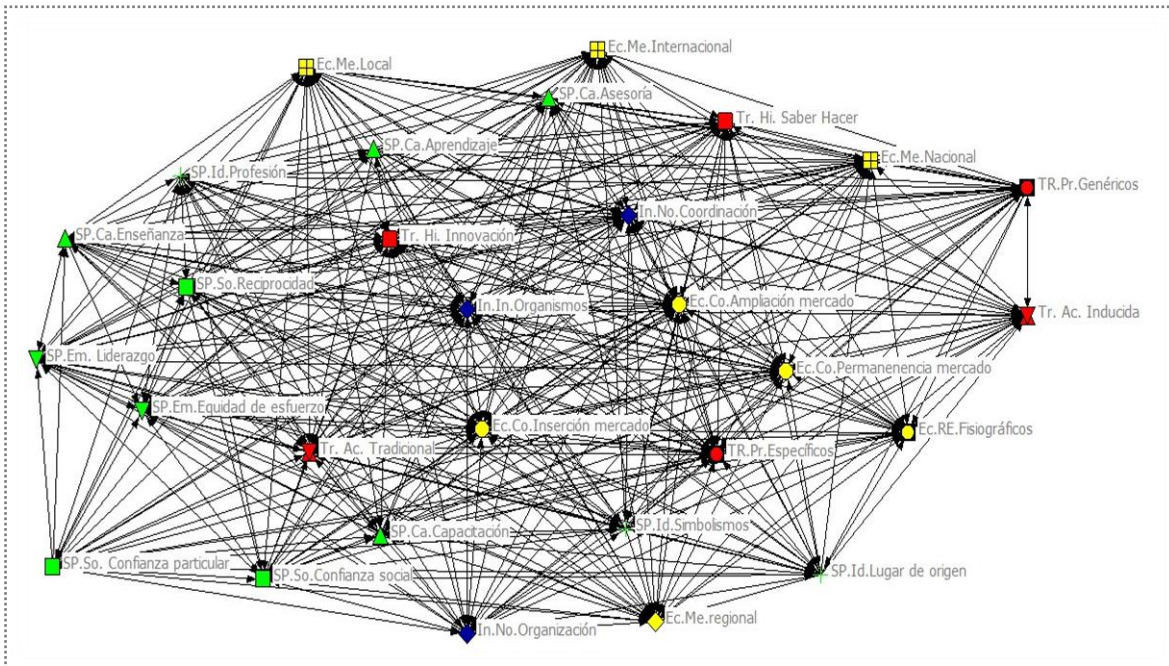 Ec.Me.Internacional
Ec.Me.Local
SP.Ca.Asesoría
Tr. Hi. Saber Hacer
SP.Ca.Aprendizaje
Ec.Me.Nacional
SP.Id.Profesión
TR.Pr.Genéricos
In.No.Coordinación
SP.Ca.Enseñanza
Tr. Hi. Innovación
SP.So.Reciprocidad
In.In.Organismos
Ec.Co.Ampliación mercado
Tr. Ac. Inducida
SP.Em. Liderazgo
Ec.Co.Permanenencia mercado
SP.Em.Equidad de esfuerzo
Ec.Co.Inserción mercado
Ec.RE.Fisiográficos
Tr. Ac. Tradicional
TR.Pr.Específicos
SP.Ca.Capacitación
SP.Id.Simbolismos
SP.So. Confianza particular
SP.So.Confianza social
SP.Id.Lugar de origen
In.No.Organización
Ec.Me.regional